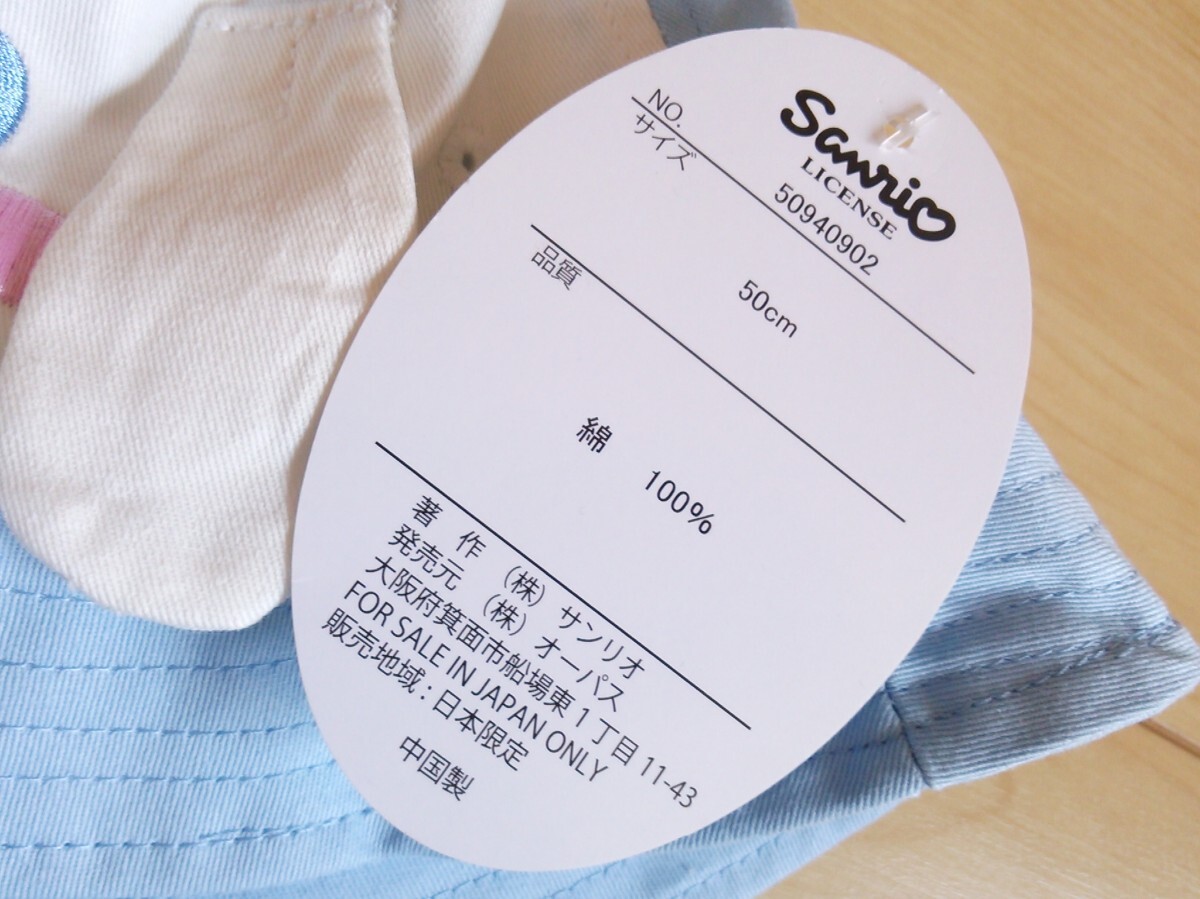 Sanrio
LICENSE
NO. 50940902
サイズ 50cm
品質
綿 100%
著 作 (株) サンリオ
発売元 (株) オーパス
大阪府箕面市船場東1丁目11-43
FOR SALE IN JAPAN ONLY
販売地域:日本限定
中国製